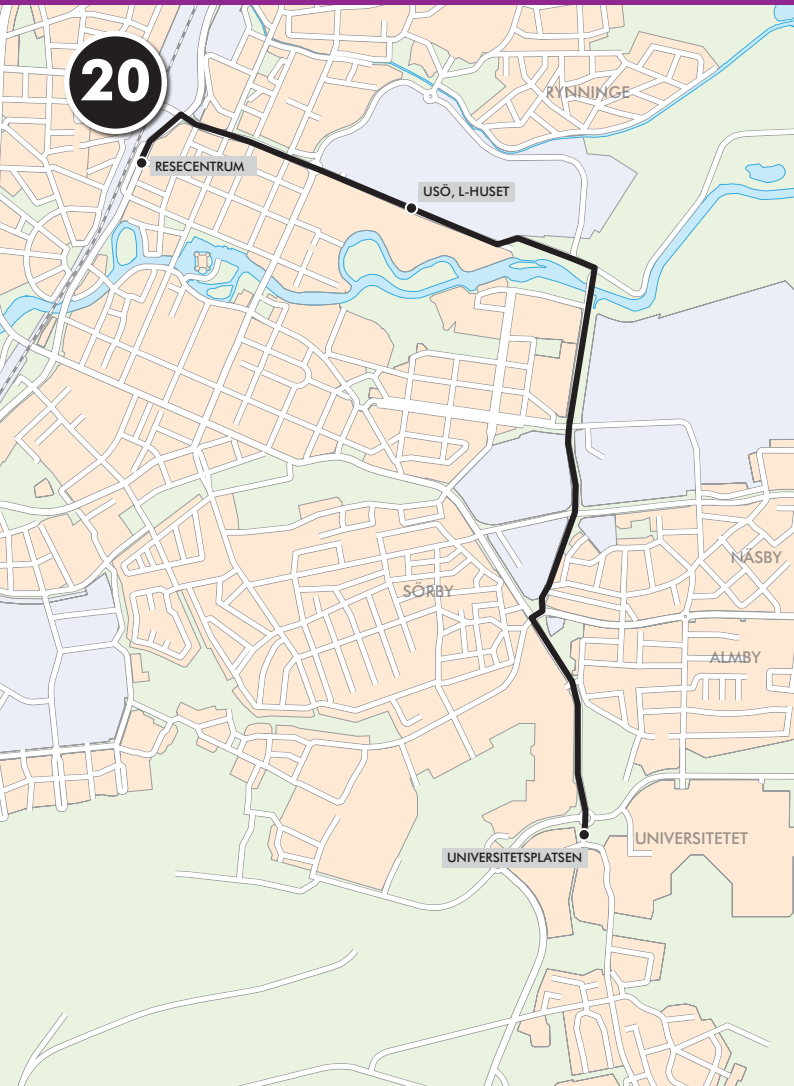 20
RYNNINGE
RESECENTRUM
USÖ, L-HUSET
NÄSBY
SÖRBY
ALMBY
UNIVERSITETET
UNIVERSITETSPLATSEN